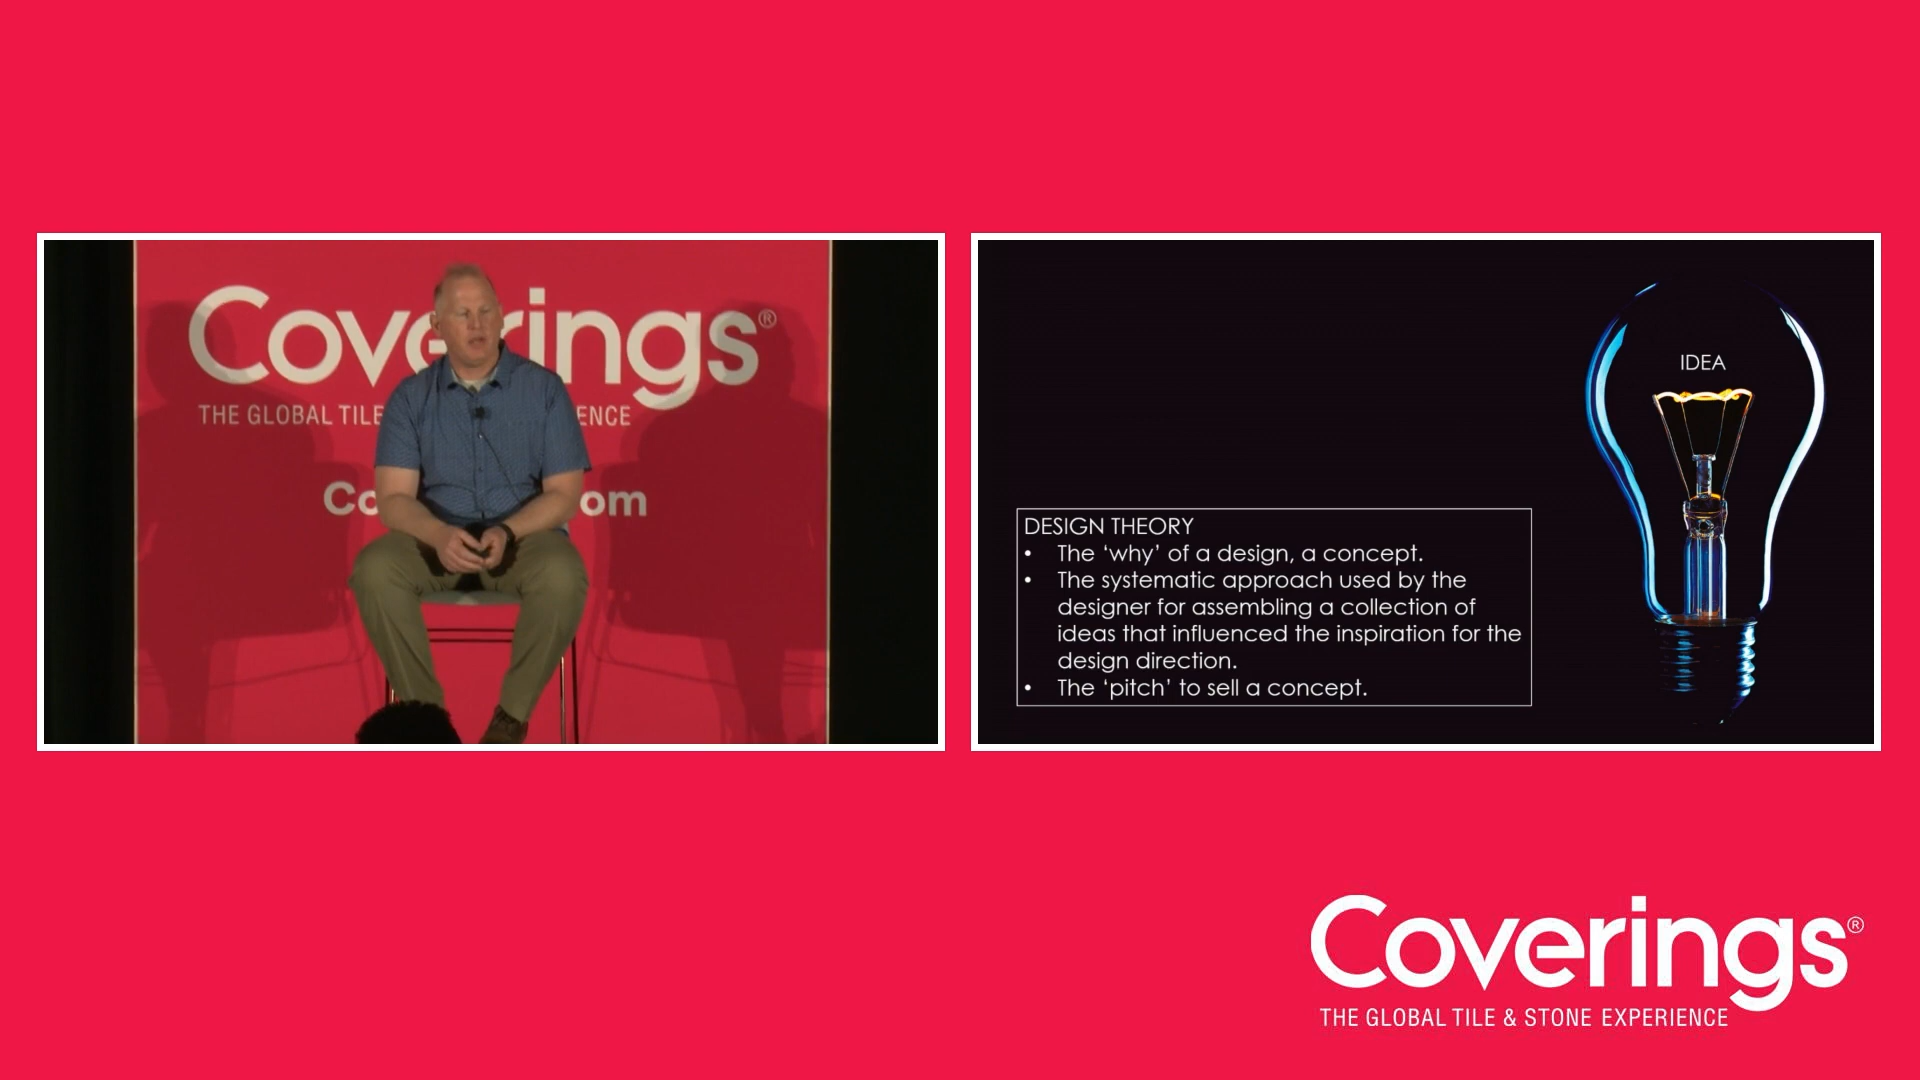 Coverings®
THE GLOBAL TILE ENCE
Co om
IDEA
DESIGN THEORY
• The ‘why’ of a design, a concept.
• The systematic approach used by the
designer for assembling a collection of
ideas that influenced the inspiration for the
design direction.
• The ‘pitch’ to sell a concept.
Coverings®
THE GLOBAL TILE & STONE EXPERIENCE